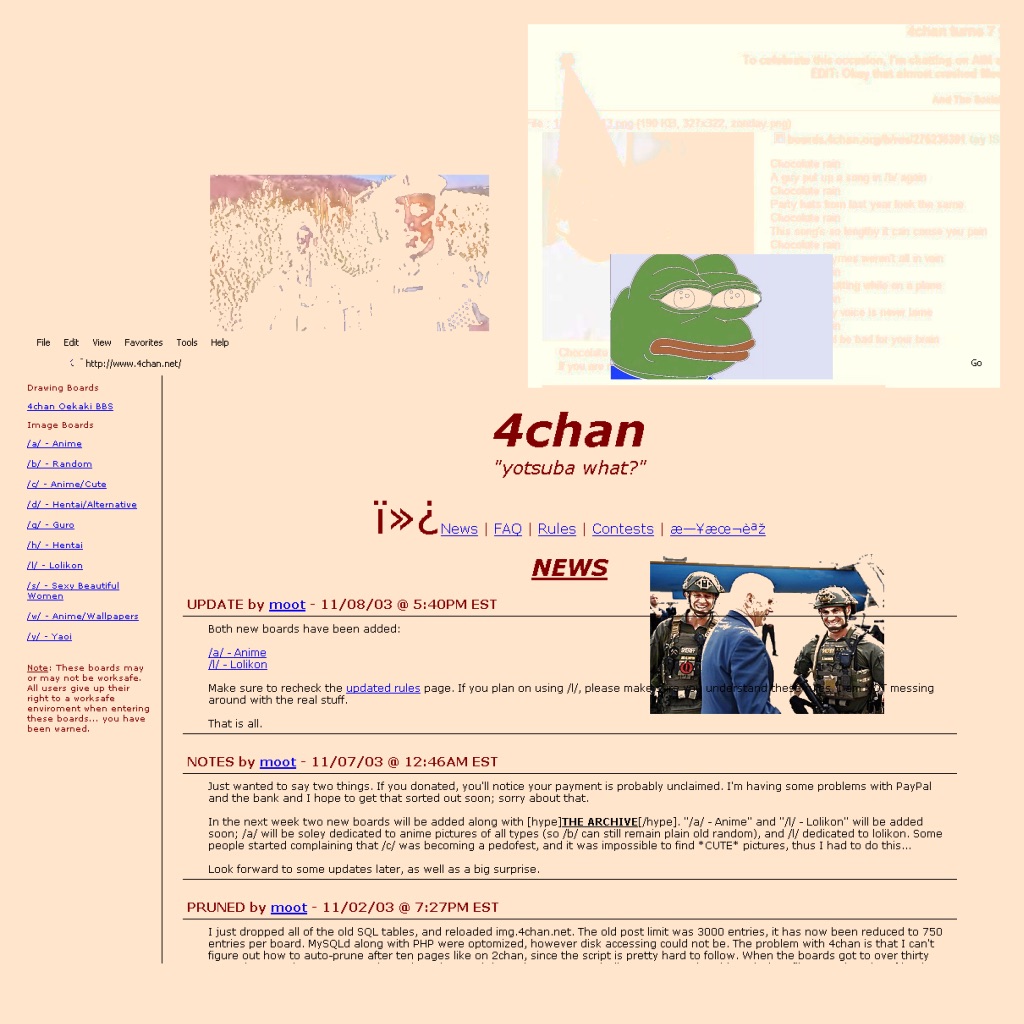 4chan turns 7
To celebrate this occasion, I'm chatting on AIM
EDIT: Okay that almost crashed
And The
(190 KB, 327x322,
boards.4chan.org/b/res/276239301
Chocolate rain
A guy put up a song in /b/ again
Chocolate rain
Party hats from last year look the same
Chocolate rain
This song's so lengthy it can cause you pain
Chocolate rain
weren't all in vain
while on a plane
voice is never tame
be bad for your brain
Chocolate
If you are
File Edit View Favorites Tools Help
http://www.4chan.net/ Go
Drawing Boards
4chan Oekaki BBS
Image Boards
/a/ - Anime
/b/ - Random
/c/ - Anime/Cute
/d/ - Hentai/Alternative
/g/ - Guro
/h/ - Hentai
/l/ - Lolikon
/s/ - Sexy Beautiful
Women
/w/ - Anime/Wallpapers
/y/ - Yaoi
Note: These boards may
or may not be worksafe.
All users give up their
right to a worksafe
enviroment when entering
these boards... you have
been warned.
4chan
"yotsuba what?"
ï»¿News | FAQ | Rules | Contests | æ—¥æœ¬èªž
NEWS
UPDATE by moot - 11/08/03 @ 5:40PM EST
Both new boards have been added:
/a/ - Anime
/l/ - Lolikon
Make sure to recheck the updated rules page. If you plan on using /l/, please make sure you understand these messing
around with the real stuff.
That is all.
NOTES by moot - 11/07/03 @ 12:46AM EST
Just wanted to say two things. If you donated, you'll notice your payment is probably unclaimed. I'm having some problems with PayPal
and the bank and I hope to get that sorted out soon; sorry about that.
In the next week two new boards will be added along with [hype]THE ARCHIVE[/hype]. "/a/ - Anime" and "/l/ - Lolikon" will be added
soon; /a/ will be soley dedicated to anime pictures of all types (so /b/ can still remain plain old random), and /l/ dedicated to lolikon. Some
people started complaining that /c/ was becoming a pedofest, and it was impossible to find *CUTE* pictures, thus I had to do this...
Look forward to some updates later, as well as a big surprise.
PRUNED by moot - 11/02/03 @ 7:27PM EST
I just dropped all of the old SQL tables, and reloaded img.4chan.net. The old post limit was 3000 entries, it has now been reduced to 750
entries per board. MySQLd along with PHP were optomized, however disk accessing could not be. The problem with 4chan is that I can't
figure out how to auto-prune after ten pages like on 2chan, since the script is pretty hard to follow. When the boards got to over thirty